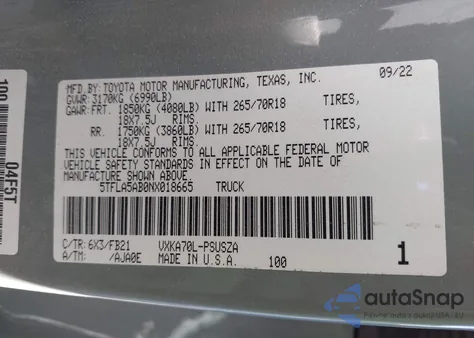 MFD.BY: TOYOTA MOTOR MANUFACTURING, TEXAS, INC. 09/22
GVWR: 3170KG (6990LB)
GAWR: FRT. 1850KG (4080LB) WITH 265/70R18 TIRES,
18X7.5J RIMS.
RR. 1750KG (3860LB) WITH 265/70R18 TIRES,
18X7.5J RIMS.
THIS VEHICLE CONFORMS TO ALL APPLICABLE FEDERAL MOTOR
VEHICLE SAFETY STANDARDS IN EFFECT ON THE DATE OF
MANUFACTURE SHOWN ABOVE.
5TFLA5AB0NX018665 TRUCK
C/TR: 6X3/FB21 VXKA70L-PSUSZA
A/TM: /AJA0E MADE IN U.S.A. 100 1
100
04F5T
autoSnap